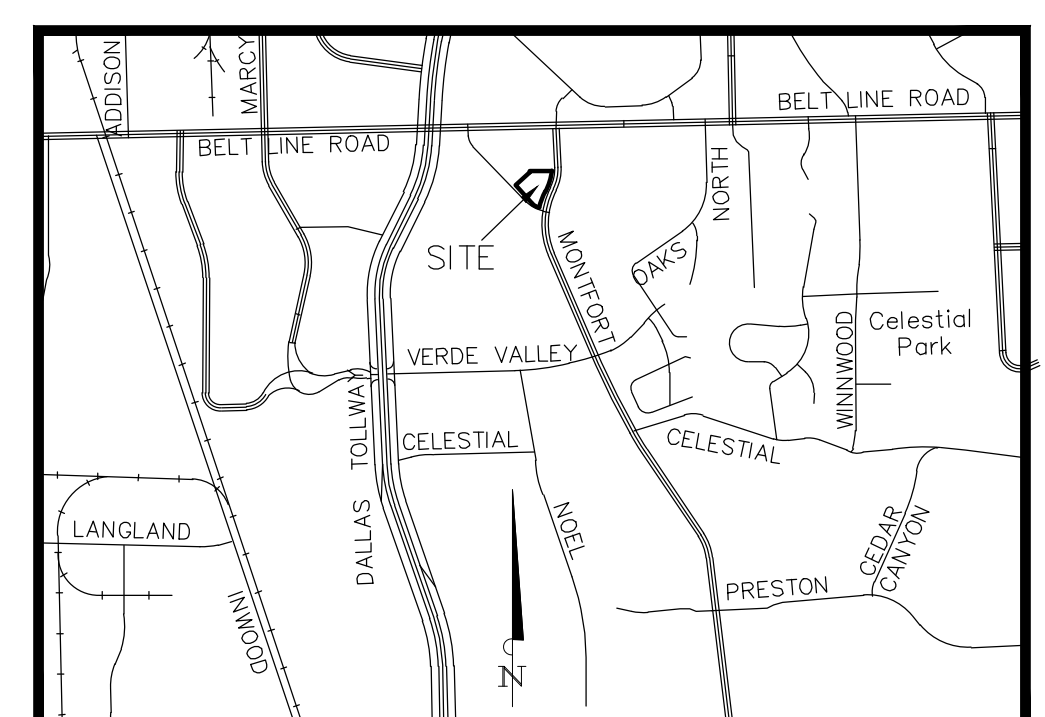 ADDISON
MARCY
BELT LINE ROAD
BELT LINE ROAD
NORTH
SITE
OAKS
MONTFORT
Celestial
Park
VERDE VALLEY
WINNWOOD
DALLAS TOLLWA
CELESTIAL
CELESTIAL
LANGLAND
NOEL
CEDAR
CANYON
PRESTON
INWOOD
N